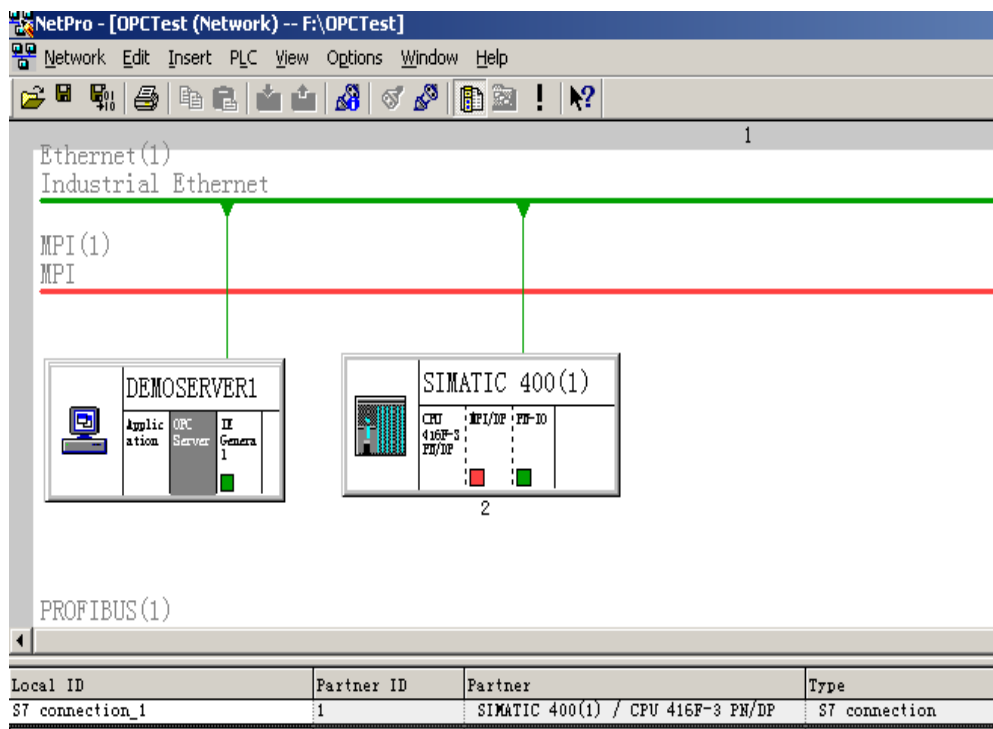 NetPro - [OPCTest (Network) -- F:\OPCTest]
Network Edit Insert PLC View Options Window Help
1
Ethernet(1)
Industrial Ethernet
MPI(1)
MPI
DEMOSERVER1
Applic
ation
OPC
Server
IE
Genera
l
SIMATIC 400(1)
CPU
416F-3
PN/DP
MPI/DP
PN-IO
2
PROFIBUS(1)
Local ID Partner ID Partner Type
S7 connection_1 1 SIMATIC 400(1) / CPU 416F-3 PN/DP S7 connection